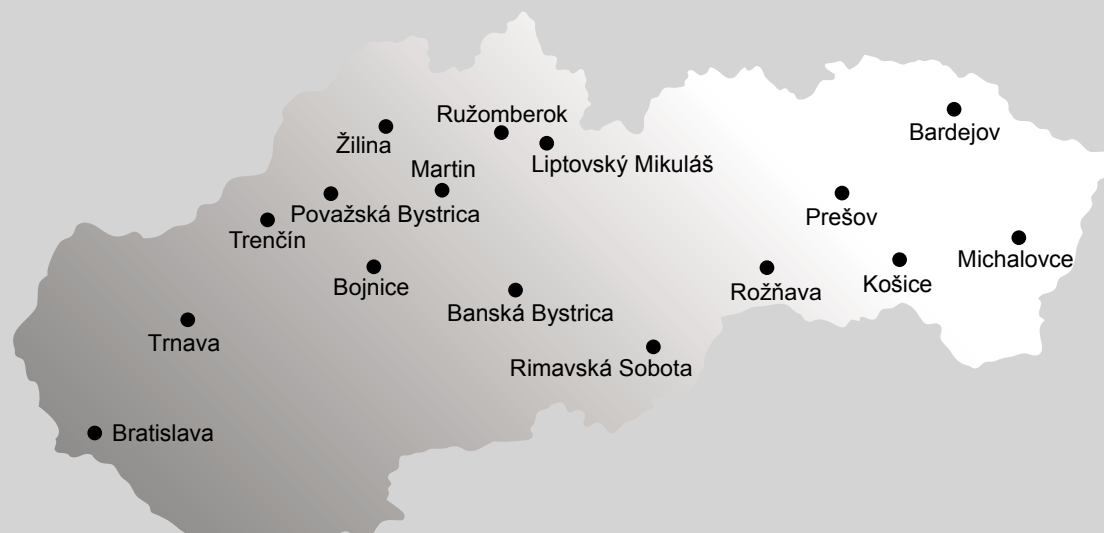 Ružomberok
Bardejov
Žilina
Liptovský Mikuláš
Martin
Považská Bystrica
Prešov
Trenčín
Michalovce
Bojnice
Košice
Rožňava
Banská Bystrica
Trnava
Rimavská Sobota
Bratislava